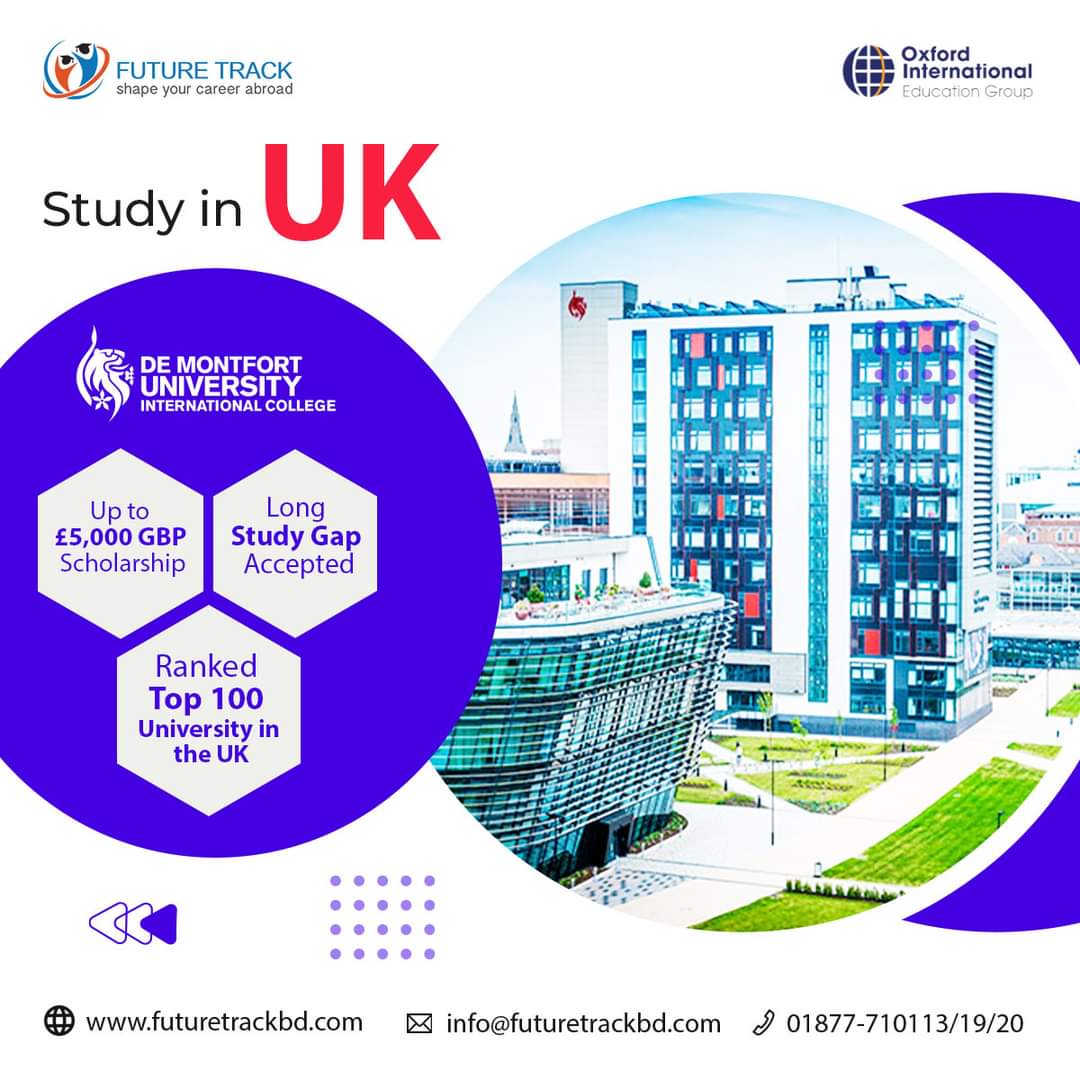 FUTURE TRACK
shape your career abroad
Oxford
International
Education Group
Study in UK
DE MONTFORT
UNIVERSITY
INTERNATIONAL COLLEGE
Up to
£5,000 GBP
Scholarship
Long
Study Gap
Accepted
Ranked
Top 100
University in
the UK
www.futuretrackbd.com
info@futuretrackbd.com
01877-710113/19/20